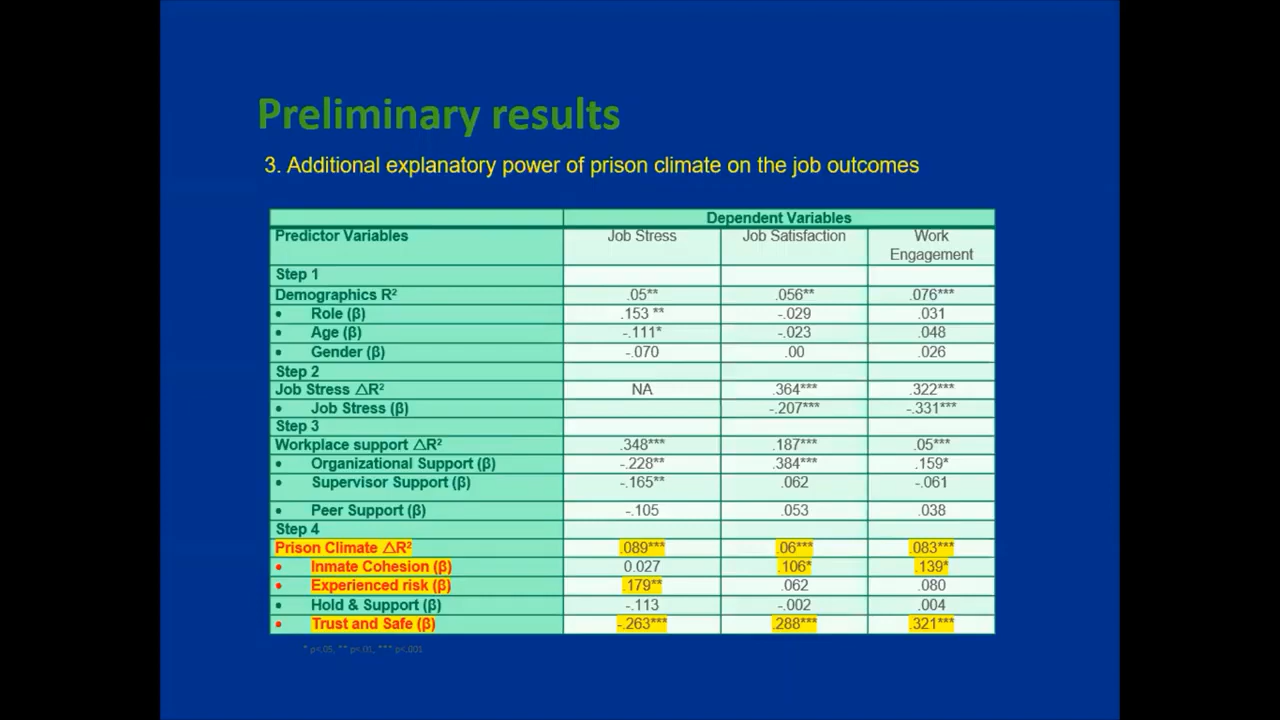 Preliminary results
3. Additional explanatory power of prison climate on the job outcomes
Dependent Variables
Predictor Variables Job Stress Job Satisfaction Work Engagement
Step 1
Demographics R² .05** .056** .076***
• Role (β) .153 ** -.029 .031
• Age (β) -.111* -.023 .048
• Gender (β) -.070 .00 .026
Step 2
Job Stress △R² NA .364*** .322***
• Job Stress (β) -.207*** -.331***
Step 3
Workplace support △R² .348*** .187*** .05***
• Organizational Support (β) -.228** .384*** .159*
• Supervisor Support (β) -.165** .062 -.061
• Peer Support (β) -.105 .053 .038
Step 4
Prison Climate △R² .089*** .06*** .083***
• Inmate Cohesion (β) 0.027 .106* .139*
• Experienced risk (β) .179** .062 .080
• Hold & Support (β) -.113 -.002 .004
• Trust and Safe (β) -.263*** .288*** .321***
* p<.05, ** p<.01, *** p<.001